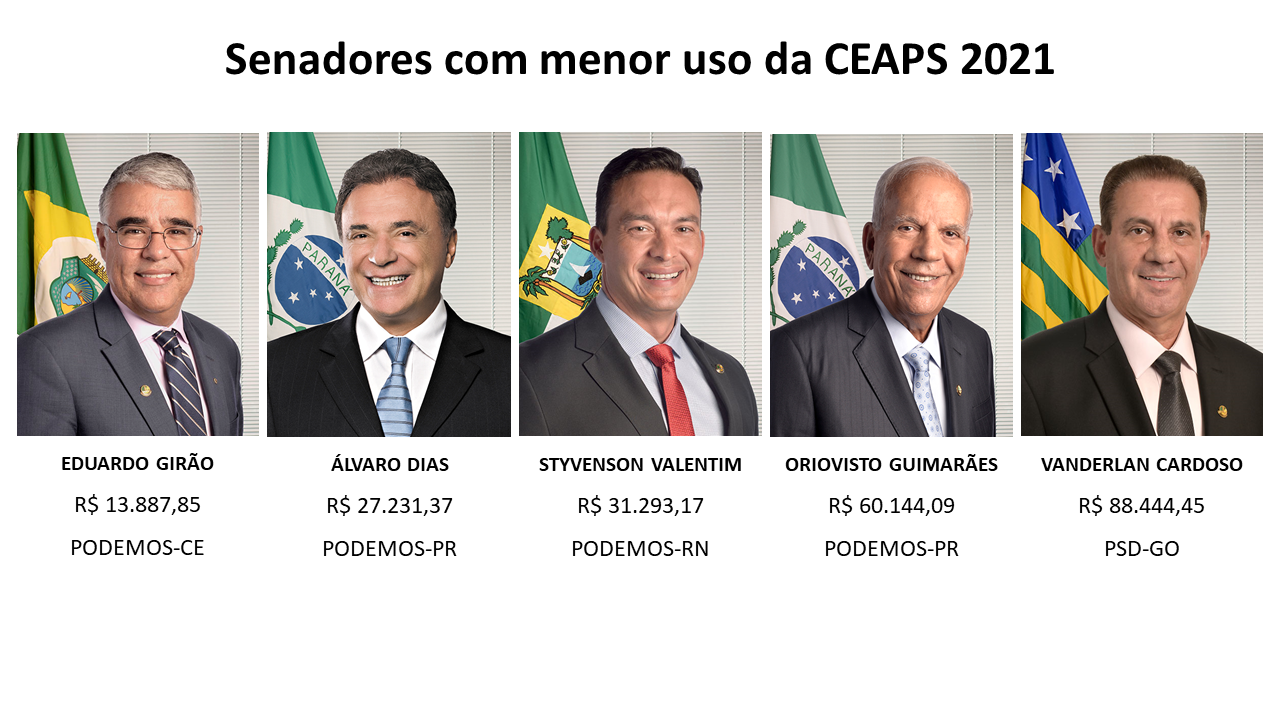 Senadores com menor uso da CEAPS 2021
PARANÁ
PARANÁ
EDUARDO GIRÃO
R$ 13.887,85
PODEMOS-CE
ÁLVARO DIAS
R$ 27.231,37
PODEMOS-PR
STYVENSON VALENTIM
R$ 31.293,17
PODEMOS-RN
ORIOVISTO GUIMARÃES
R$ 60.144,09
PODEMOS-PR
VANDERLAN CARDOSO
R$ 88.444,45
PSD-GO